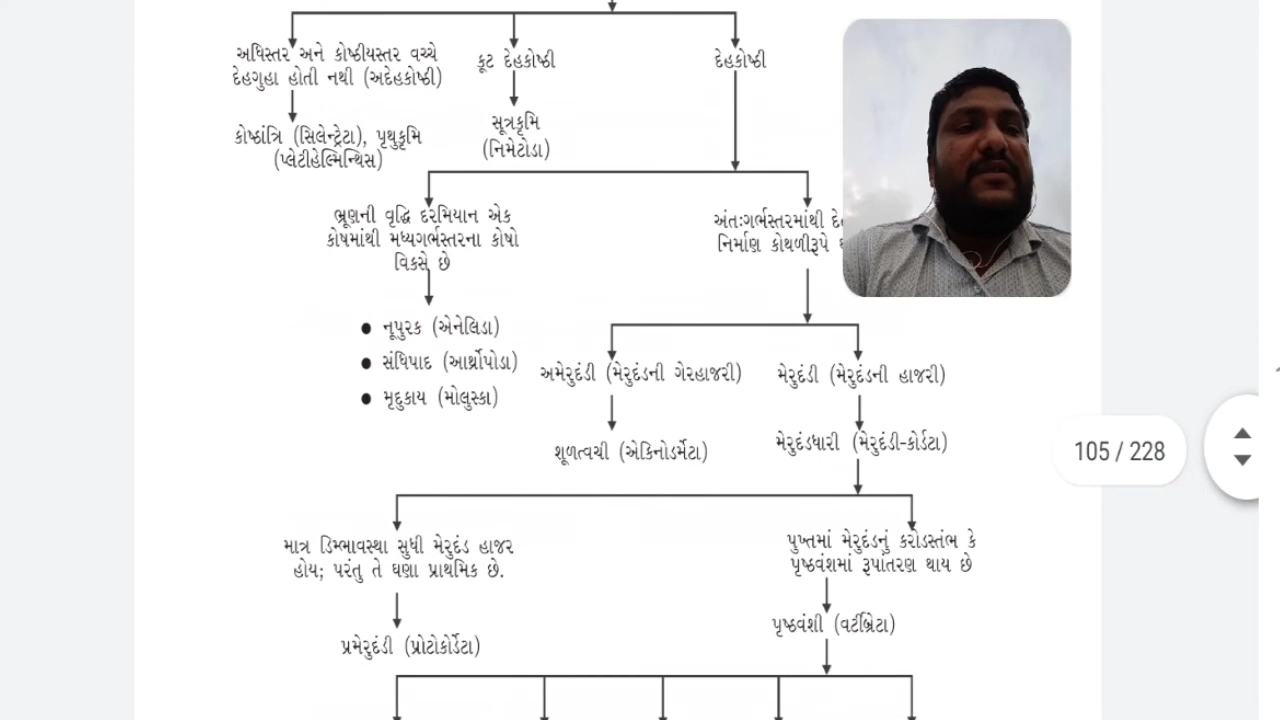 અધિસ્તર અને કોષ્ઠીયસ્તર વચ્ચે
દેહગુહા હોતી નથી (અદેહકોષ્ઠી)
કૂટ દેહકોષ્ઠી
દેહકોષ્ઠી
કોષ્ઠાંત્રિ (સિલેન્ટ્રેટા), પૃથુકૃમિ
(પ્લેટીહેલ્મિન્થિસ)
સૂત્રકૃમિ
(નિમેટોડા)
ભ્રૂણની વૃદ્ધિ દરમિયાન એક
કોષમાંથી મધ્યગર્ભસ્તરના કોષો
વિકસે છે
અંતઃગર્ભસ્તરમાંથી
નિર્માણ કોથળીરૂપે
● નૂપુરક (એનેલિડા)
● સંધિપાદ (આર્થ્રોપોડા)
● મૃદુકાય (મોલુસ્કા)
અમેરુદંડી (મેરુદંડની ગેરહાજરી)
મેરુદંડી (મેરુદંડની હાજરી)
શૂળત્વચી (એકિનોડર્મેટા)
મેરુદંડધારી (મેરુદંડી-કોર્ડટા)
105 / 228
માત્ર ડિમ્ભાવસ્થા સુધી મેરુદંડ હાજર
હોય; પરંતુ તે ઘણા પ્રાથમિક છે.
પુખ્તમાં મેરુદંડનું કરોડસ્તંભ કે
પૃષ્ઠવંશમાં રૂપાંતરણ થાય છે
પ્રમેરુદંડી (પ્રોટોકોર્ડેટા)
પૃષ્ઠવંશી (વર્ટીબ્રેટા)